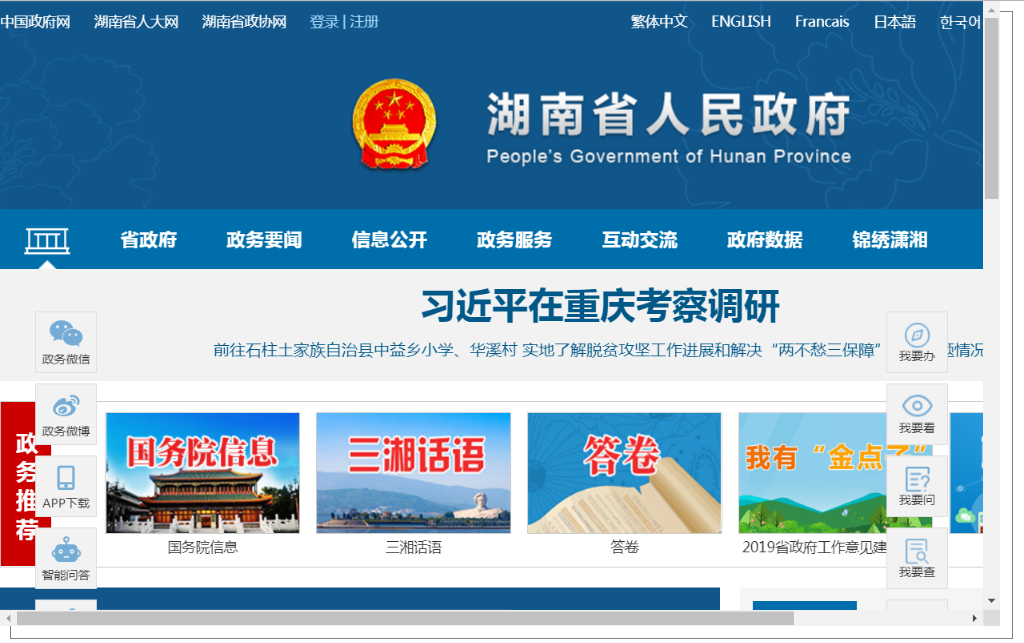 中国政府网 湖南省人大网 湖南省政协网 登录 | 注册 繁体中文 ENGLISH Francais 日本語 한국어
湖南省人民政府
People's Government of Hunan Province
省政府 政务要闻 信息公开 政务服务 互动交流 政府数据 锦绣潇湘
习近平在重庆考察调研
前往石柱土家族自治县中益乡小学、华溪村 实地了解脱贫攻坚工作进展和解决“两不愁三保障” 题情况
政务微信
政务微博
APP下载
智能问答
我要办
我要看
我要问
我要查
政务推荐
国务院信息
三湘话语
答卷
我有“金点子”
国务院信息
三湘话语
答卷
2019省政府工作意见建